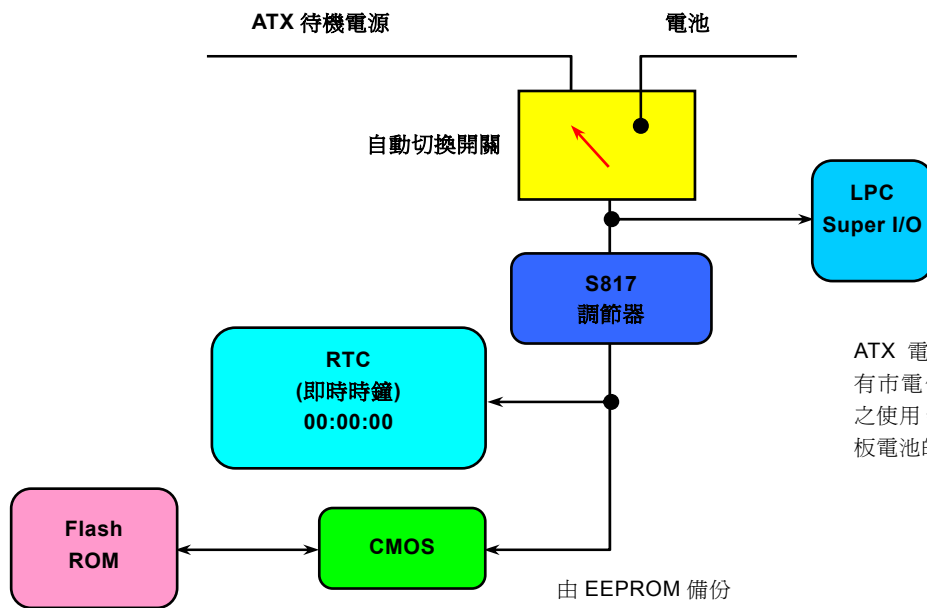 ATX 待機電源
電池
自動切換開關
LPC
Super I/O
S817
調節器
RTC
(即時時鐘)
00:00:00
ATX 電
有市電
之使用
板電池
Flash
ROM
CMOS
由 EEPROM 備份